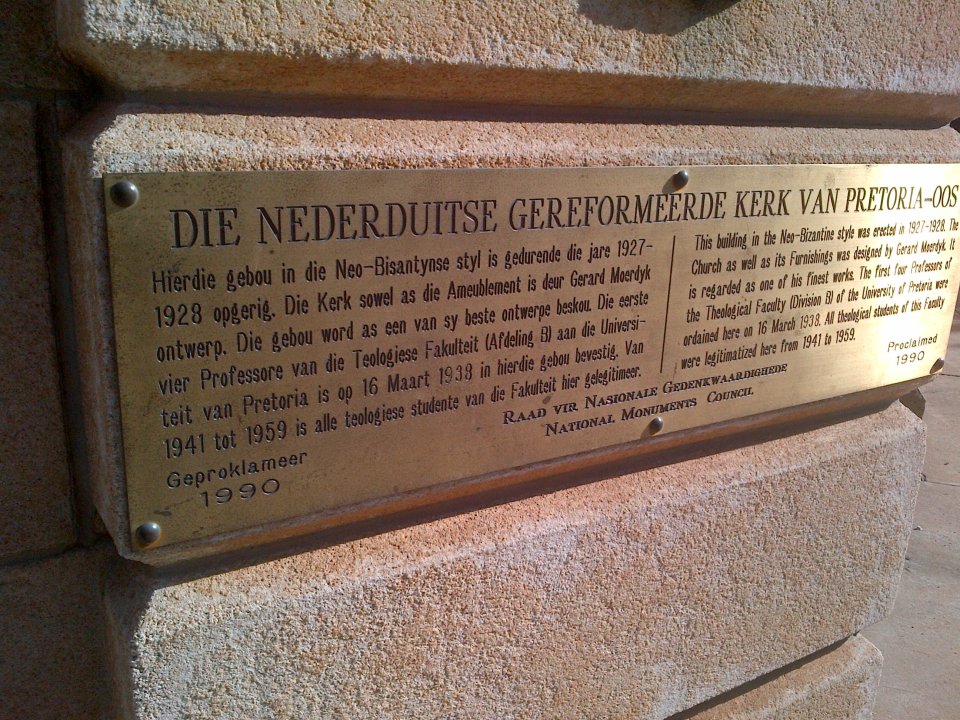 DIE NEDERDUITSE GEREFORMEERDE KERK VAN PRETORIA-OOS
Hierdie gebou in die Neo-Bisantynse styl is gedurende die jare 1927-
1928 opgerig. Die Kerk sowel as die Ameublement is deur Gerard Moerdyk
ontwerp. Die gebou word as een van sy beste ontwerpe beskou. Die eerste
vier Professore van die Teologiese Fakulteit (Afdeling B) aan die Universi-
teit van Pretoria is op 16 Maart 1938 in hierdie gebou bevestig. Van
1941 tot 1959 is alle teologiese studente van die Fakulteit hier gelegitimeer.
Geproklameer
1990
This building in the Neo-Bizantine style was erected in 1927-1928. The
Church as well as its Furnishings was designed by Gerard Moerdyk. It
is regarded as one of his finest works. The first four Professors of
the Theological Faculty (Division B) of the University of Pretoria were
ordained here on 16 March 1938. All theological students of this Faculty
were legitimatized here from 1941 to 1959.
Proclaimed
1990
RAAD VIR NASIONALE GEDENKWAARDIGHEDE
NATIONAL MONUMENTS COUNCIL